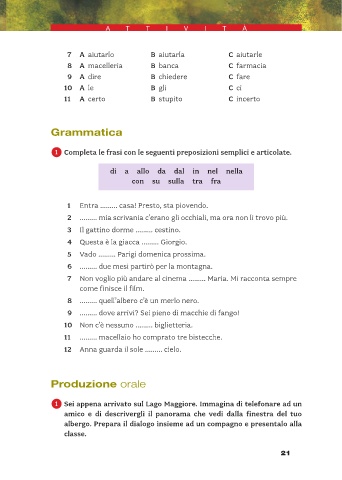 ATTIVITÀ
7 A aiutarlo B aiutarla C aiutarle
8 A macelleria B banca C farmacia
9 A dire B chiedere C fare
10 A le B gli C ci
11 A certo B stupito C incerto
Grammatica
1 Completa le frasi con le seguenti preposizioni semplici e articolate.
di a allo da dal in nel nella
con su sulla tra fra
1 Entra ......... casa! Presto, sta piovendo.
2 ......... mia scrivania c'erano gli occhiali, ma ora non li trovo più.
3 Il gattino dorme ......... cestino.
4 Questa è la giacca ......... Giorgio.
5 Vado ......... Parigi domenica prossima.
6 ......... due mesi partirò per la montagna.
7 Non voglio più andare al cinema ......... Maria. Mi racconta sempre
come finisce il film.
8 ......... quell'albero c'è un merlo nero.
9 ......... dove arrivi? Sei pieno di macchie di fango!
10 Non c'è nessuno ......... biglietteria.
11 ......... macellaio ho comprato tre bistecche.
12 Anna guarda il sole ......... cielo.
Produzione orale
1 Sei appena arrivato sul Lago Maggiore. Immagina di telefonare ad un
amico e di descrivergli il panorama che vedi dalla finestra del tuo
albergo. Prepara il dialogo insieme ad un compagno e presentalo alla
classe.
21